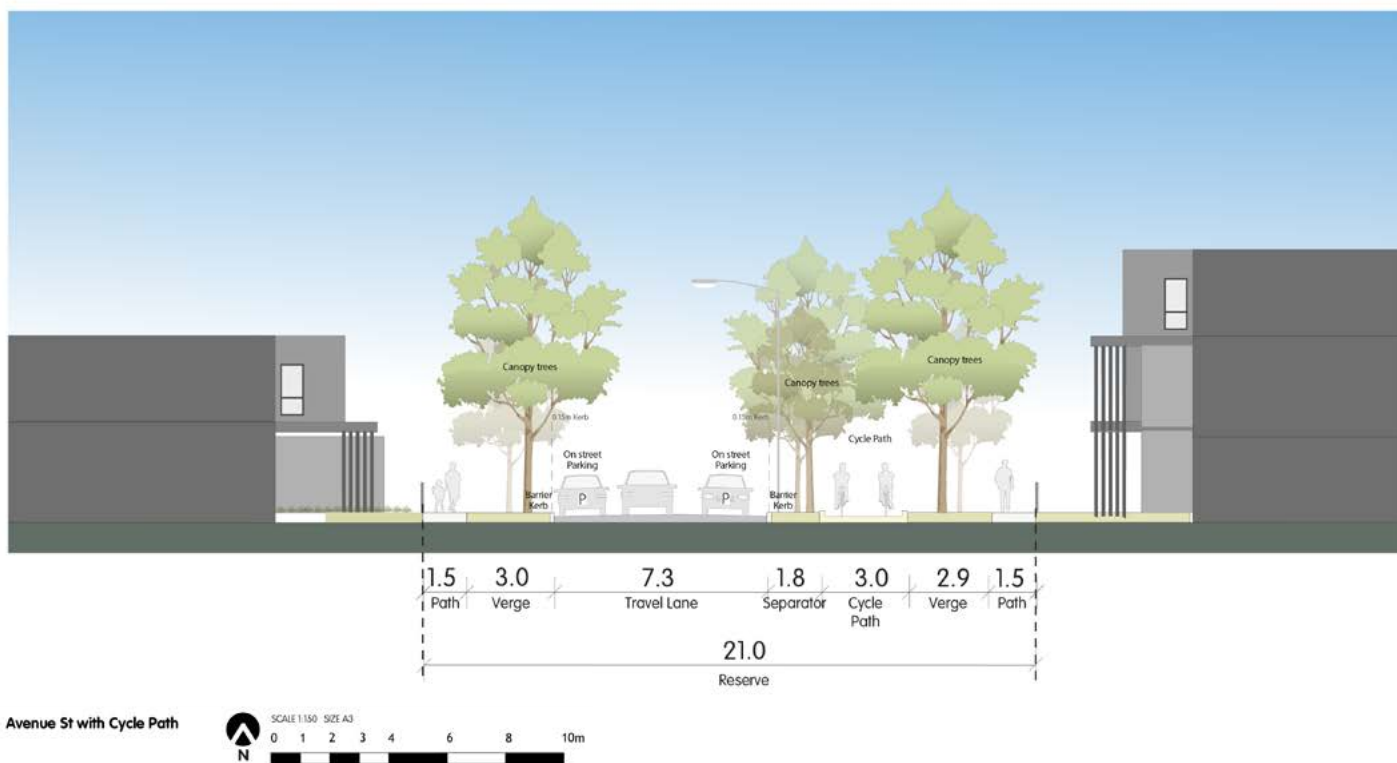 Canopy trees
Canopy trees
Canopy trees
0.15m Kerb
0.15m Kerb
Cycle Path
On street
Parking
On street
Parking
P
P
Barrier
Kerb
Barrier
Kerb
1.5 3.0 7.3 1.8 3.0 2.9 1.5
Path Verge Travel Lane Separator Cycle Path Verge Path
21.0
Reserve
Avenue St with Cycle Path
N
SCALE 1:150 SIZE A3
0 1 2 3 4 6 8 10m